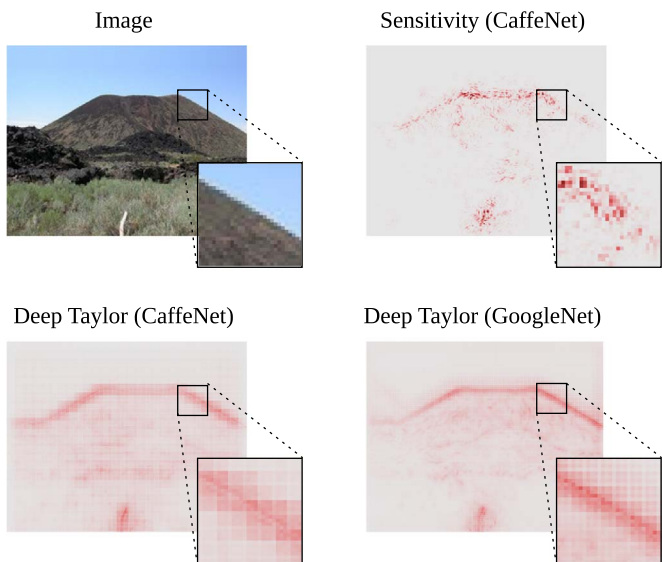 Image
Sensitivity (CaffeNet)
Deep Taylor (CaffeNet)
Deep Taylor (GoogleNet)